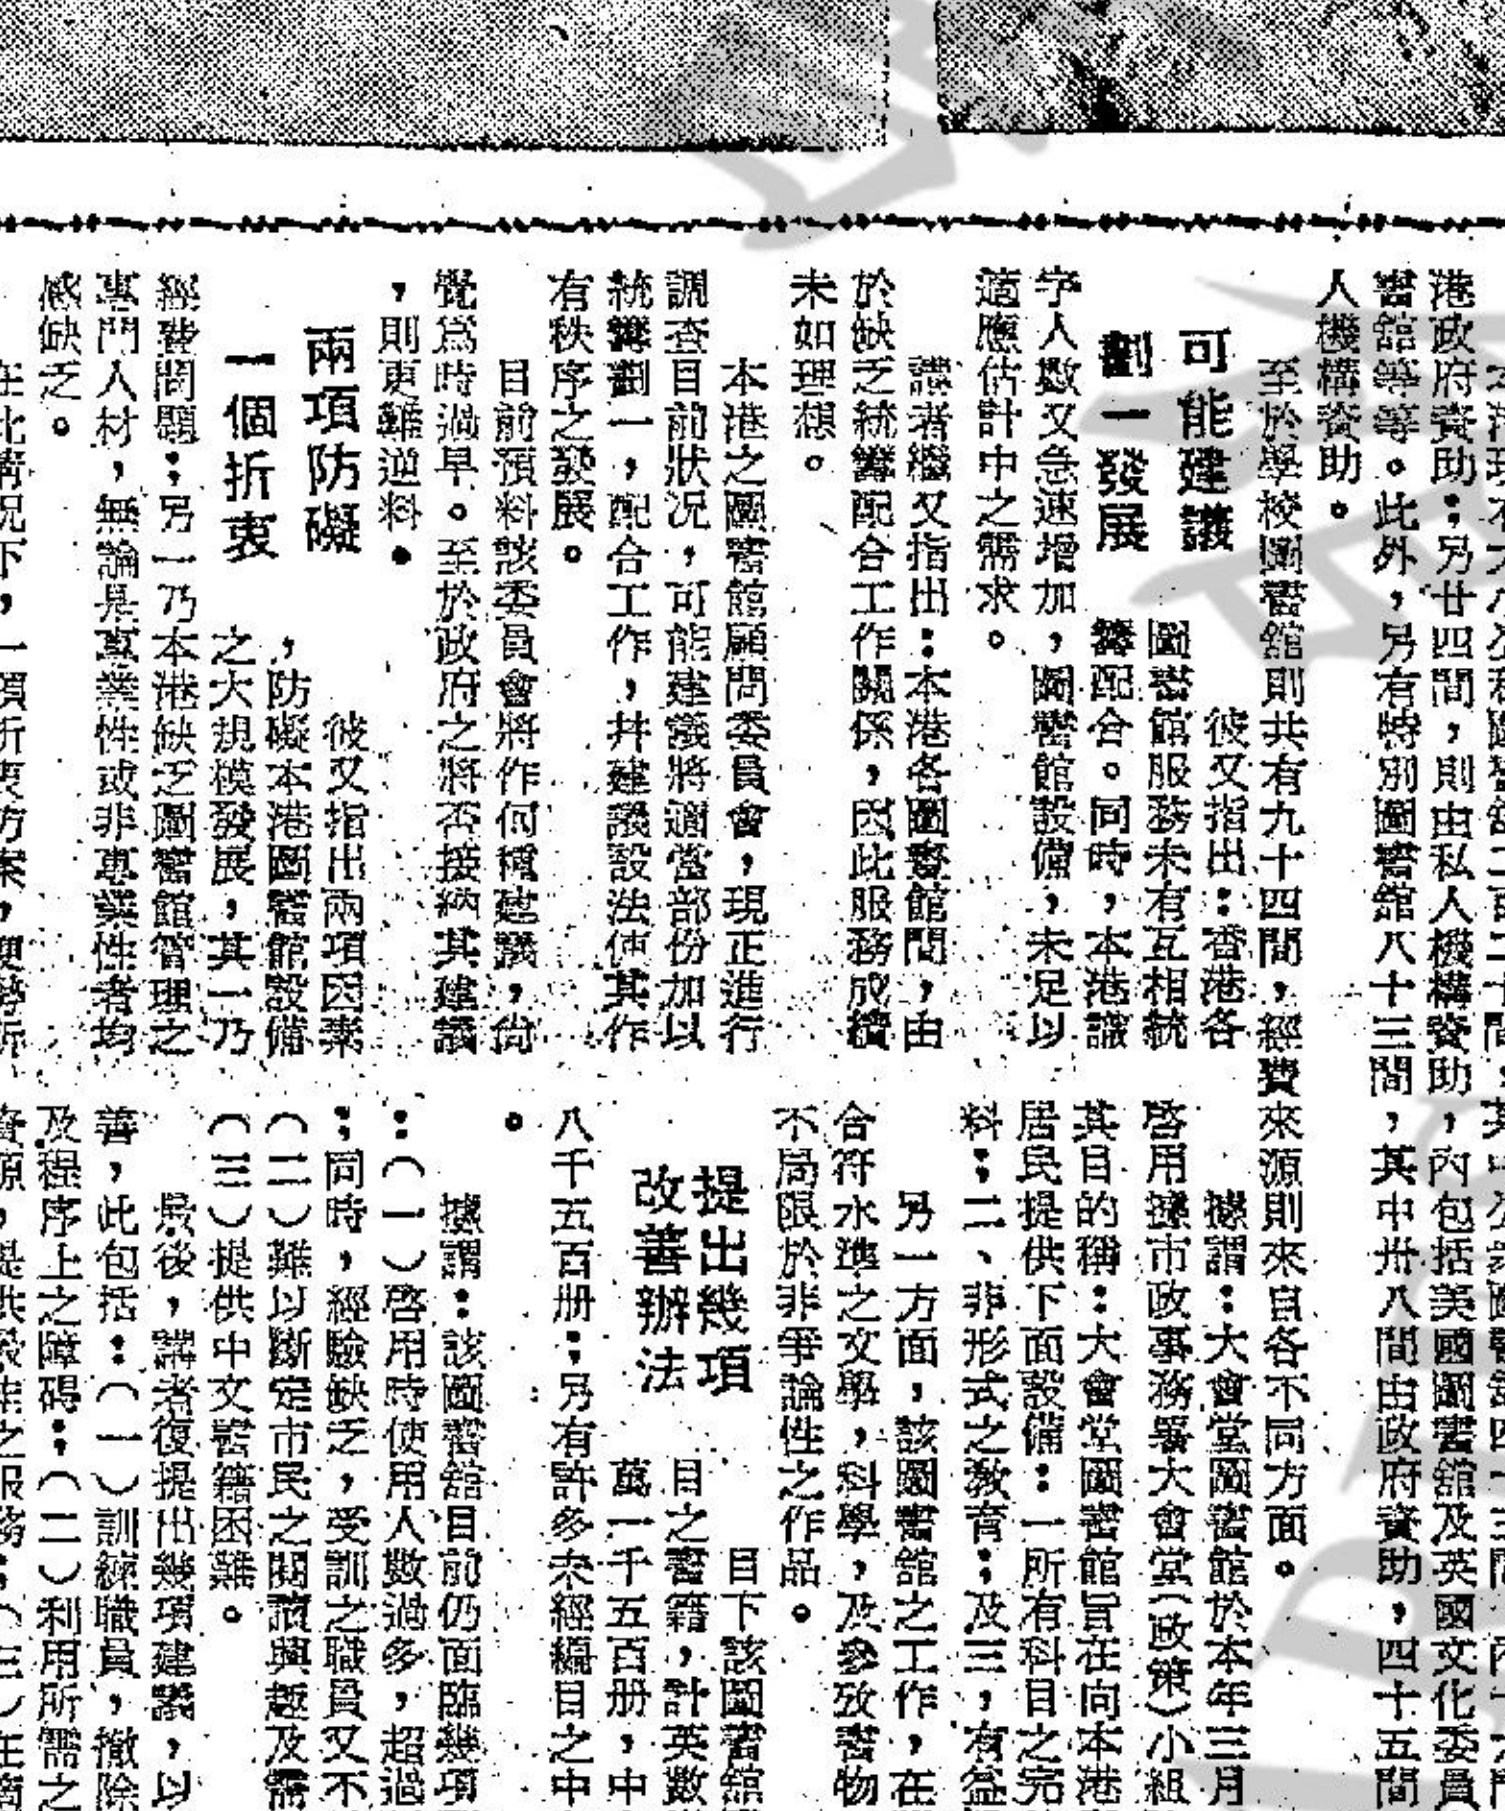 港政府資助；另廿四間，則由私人機構資助，內包括美國圖書館及英國文化委員
書館等等。此外，另有特別圖書館八十三間，其中卅八間由政府資助，四十五間
人機構資助。
至於學校圖書館則共有九十四間，經費來源則來自各不同方面。
可能建議
劃一發展
彼又指出：香港各
圖書館服務未有互相統
籌配合。同時，本港識
字人數又急速增加，圖書館設備，未足以
適應估計中之需求。
講者繼又指出：本港各圖書館間，由
於缺乏統籌配合工作關係，因此服務成績
未如理想。
本港之圖書館顧問委員會，現正進行
調查目前狀况，可能建議將適當部份加以
統籌劃一，配合工作，幷建議設法使其作
有秩序之發展。
目前預料該委員會將作何種建議，尙
覺爲時過早。至於政府之將否接納其建議
，則更難逆料。
兩項防礙
一個折衷
彼又指出兩項因素
，防礙本港圖書館設備
之大規模發展，其一乃
經費問題；另一乃本港缺乏圖書館管理之
專門人材，無論是專業性或非專業性者均
感缺乏。
在此情况下，一項折衷方案，
據謂：大會堂圖書館於本年三月
啓用據市政事務署大會堂（政策）小組
其目的稱：大會堂圖書館旨在向本港
居民提供下面設備：一所有科目之完
料；二、非形式之教育；及三，有益
另一方面，該圖書館之工作，在
合符水準之文學，科學，及參攷書物
不局限於非爭論性之作品。
提出幾項
改善辦法
目下該圖書館
目之書籍，計英數
萬一千五百册，中
八千五百册；另有許多未經編目之中
。
據謂：該圖書館目前仍面臨幾項
：（一）啓用時使用人數過多，超過
；同時，經驗缺乏，受訓之職員又不
（二）難以斷定市民之閱讀興趣及需
（三）提供中文書籍困難。
最後，講者復提出幾項建議，以
善，此包括：（一）訓練職員，撤除
及程序上之障碍；（二）利用所需之
資源，提供最佳之服務；（三）在